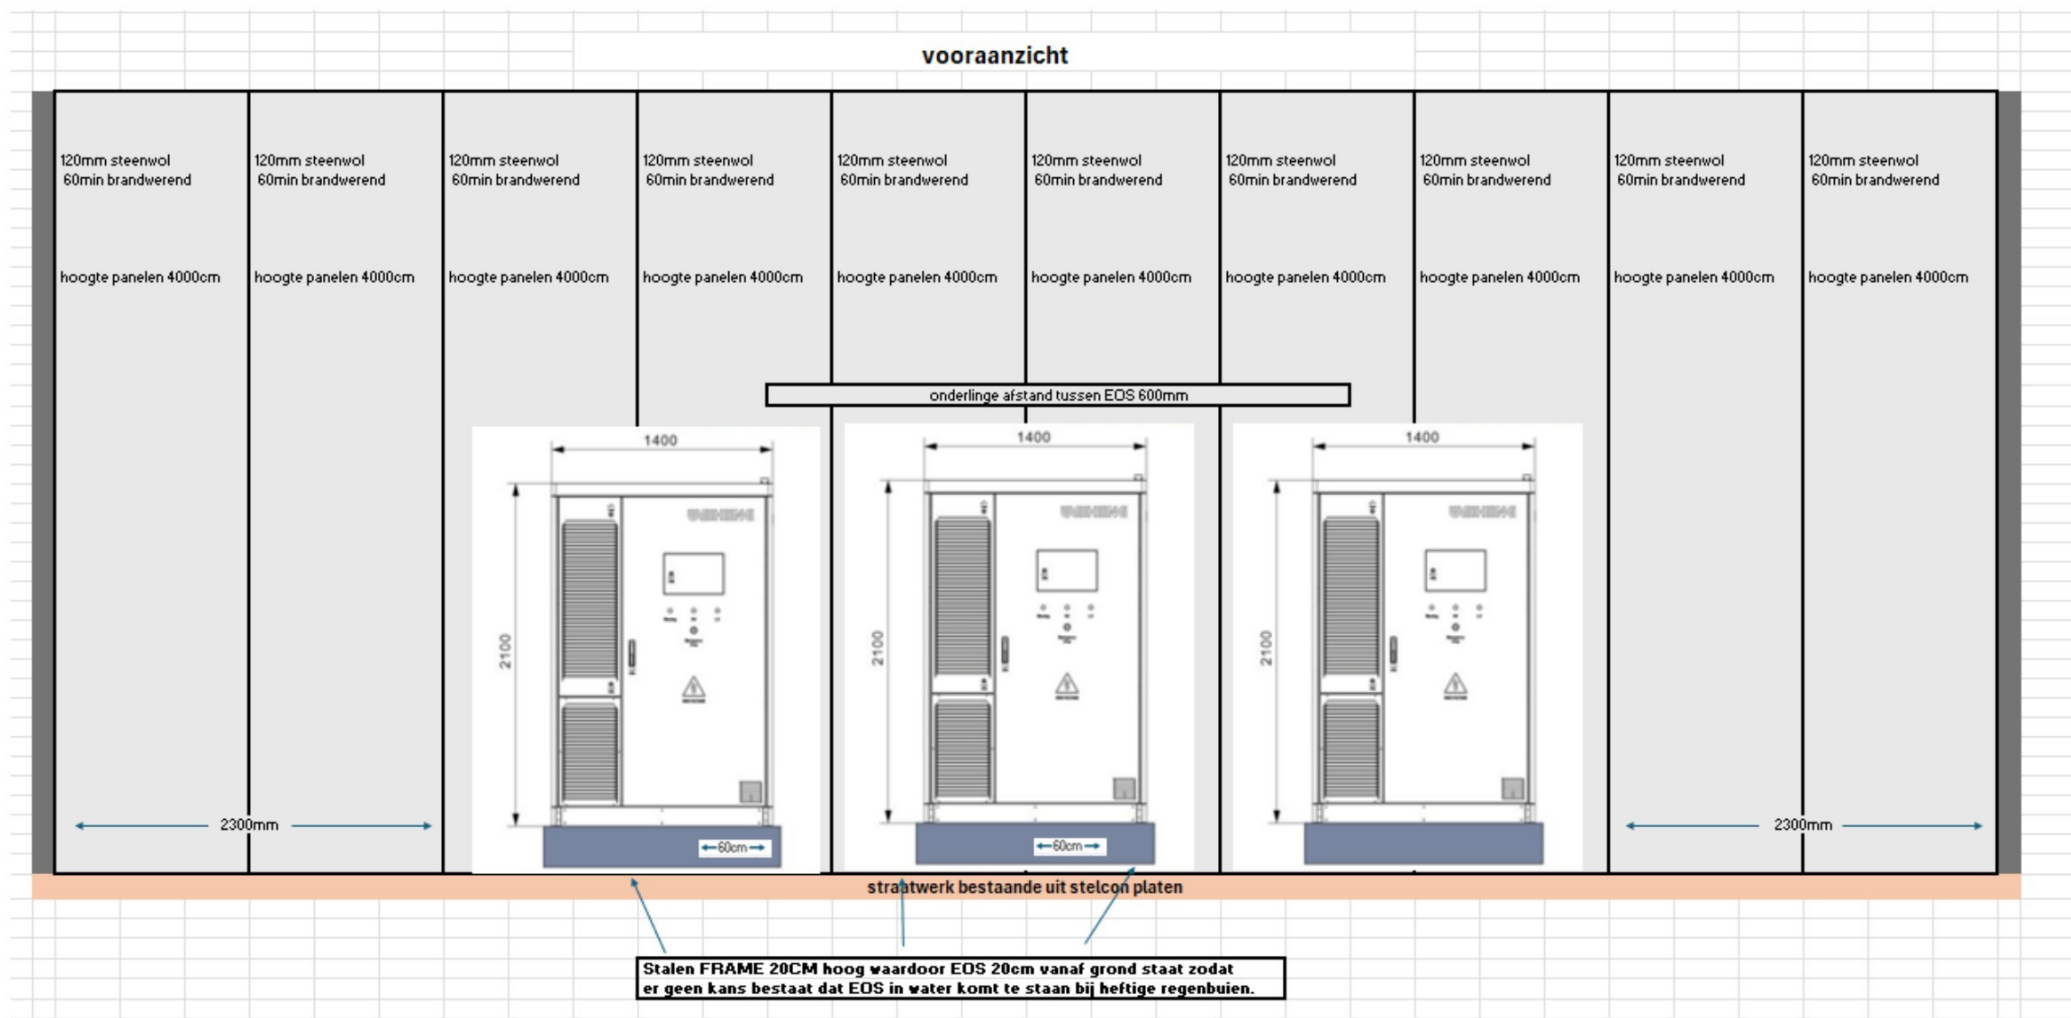 vooraanzicht
120mm steenwol
60min brandwerend
120mm steenwol
60min brandwerend
120mm steenwol
60min brandwerend
120mm steenwol
60min brandwerend
120mm steenwol
60min brandwerend
120mm steenwol
60min brandwerend
120mm steenwol
60min brandwerend
120mm steenwol
60min brandwerend
120mm steenwol
60min brandwerend
120mm steenwol
60min brandwerend
hoogte panelen 4000cm
hoogte panelen 4000cm
hoogte panelen 4000cm
hoogte panelen 4000cm
hoogte panelen 4000cm
hoogte panelen 4000cm
hoogte panelen 4000cm
hoogte panelen 4000cm
hoogte panelen 4000cm
hoogte panelen 4000cm
onderlinge afstand tussen EOS 600mm
1400
1400
1400
WEIHENG
WEIHENG
WEIHENG
2100
2100
2100
2300mm
2300mm
60cm
60cm
straatwerk bestaande uit stelcon platen
Stalen FRAME 20CM hoog waardoor EOS 20cm vanaf grond staat zodat
er geen kans bestaat dat EOS in water komt te staan bij heftige regenbuien.